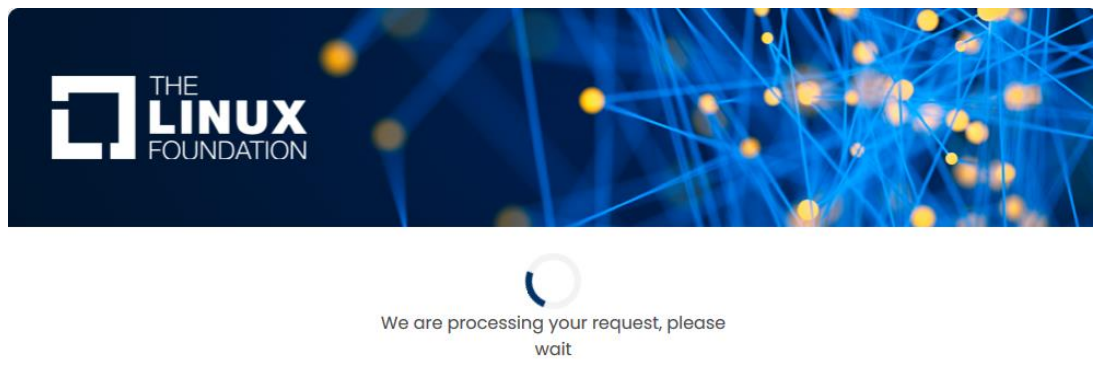 THE
LINUX
FOUNDATION
We are processing your request, please
wait